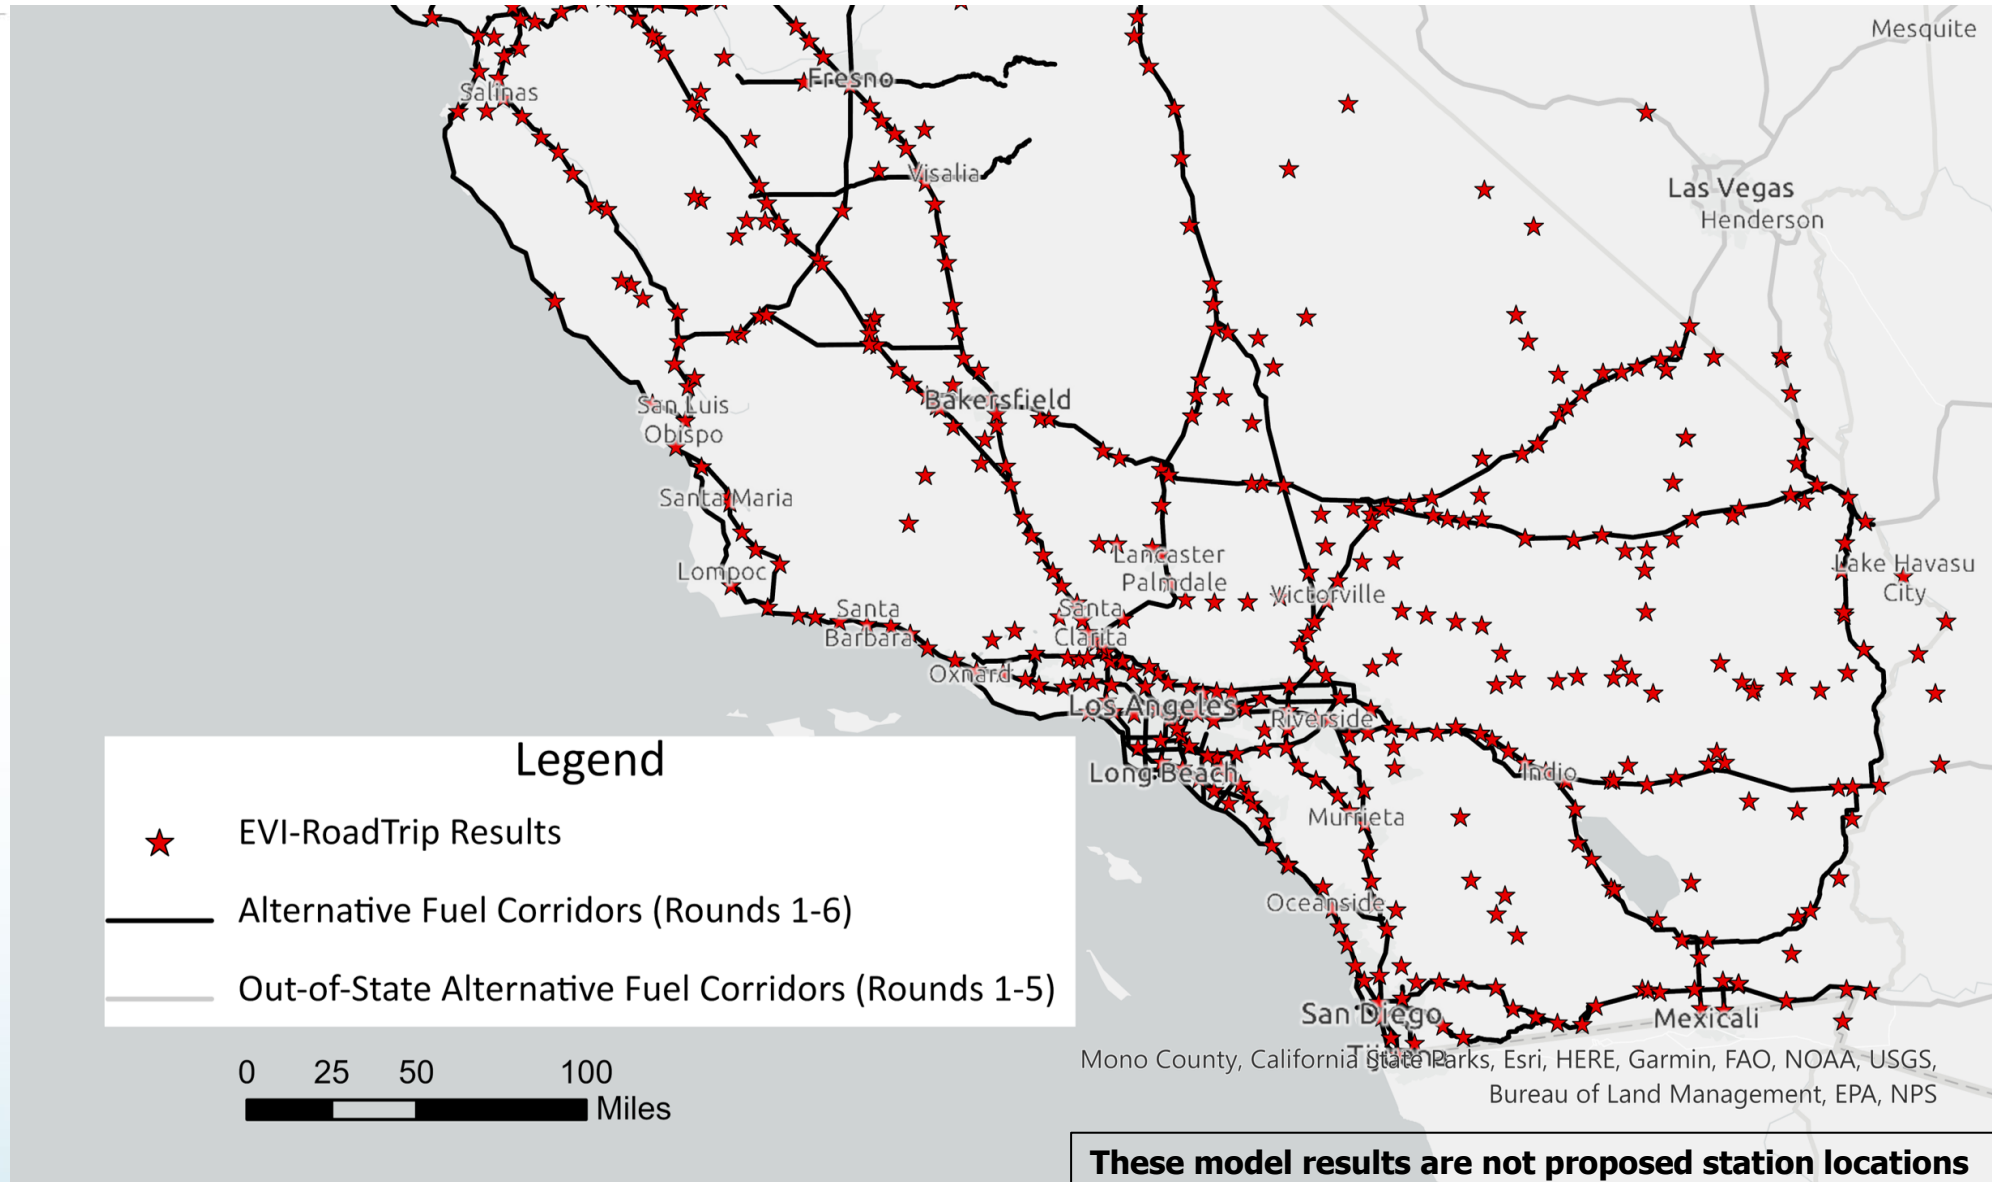 Mesquite
Fresno
Salinas
Visalia
Las Vegas
Henderson
Bakersfield
San Luis
Obispo
Santa Maria
Lancaster
Palmdale
Lompoc
Victorville
Lake Havasu
City
Santa
Barbara
Santa
Clarita
Oxnard
Los Angeles
Riverside
Long Beach
Indio
Murrieta
Oceanside
San Diego
Mexicali
Tijuana
Legend
EVI-RoadTrip Results
Alternative Fuel Corridors (Rounds 1-6)
Out-of-State Alternative Fuel Corridors (Rounds 1-5)
0 25 50 100
Miles
Mono County, California State Parks, Esri, HERE, Garmin, FAO, NOAA, USGS,
Bureau of Land Management, EPA, NPS
These model results are not proposed station locations